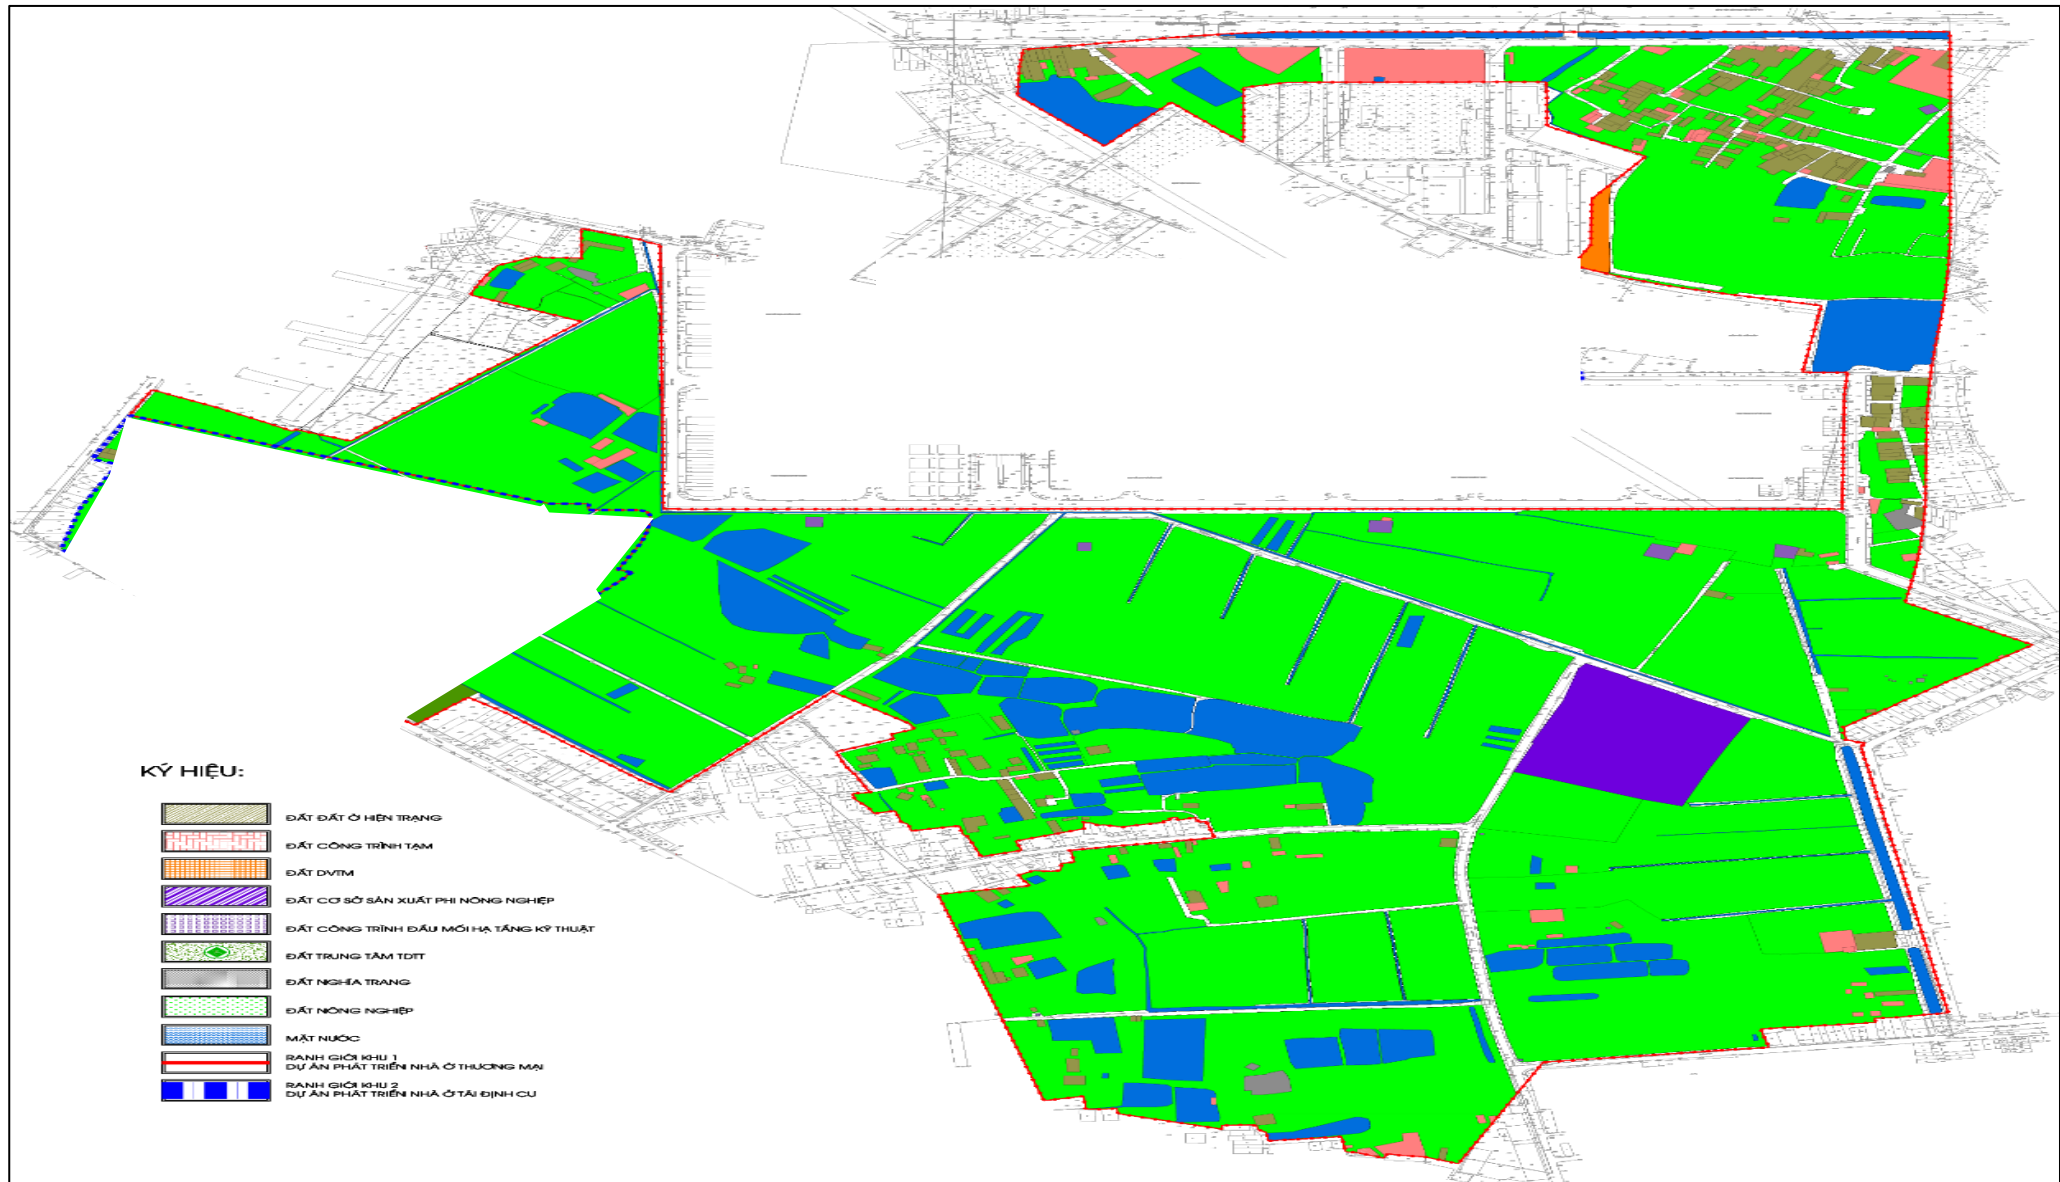 KÝ HIỆU:
ĐẤT ĐẤT Ở HIỆN TRẠNG
ĐẤT CÔNG TRÌNH TẠM
ĐẤT DVTM
ĐẤT CƠ SỞ SẢN XUẤT PHI NÔNG NGHIỆP
ĐẤT CÔNG TRÌNH ĐẦU MỐI HẠ TẦNG KỸ THUẬT
ĐẤT TRUNG TÂM TDTT
ĐẤT NGHĨA TRANG
ĐẤT NÔNG NGHIỆP
MẶT NƯỚC
RANH GIỚI KHU 1
DỰ ÁN PHÁT TRIỂN NHÀ Ở THƯƠNG MẠI
RANH GIỚI KHU 2
DỰ ÁN PHÁT TRIỂN NHÀ Ở TÁI ĐỊNH CƯ